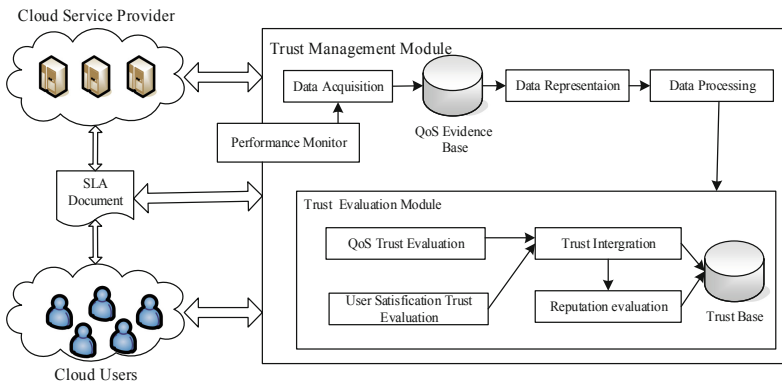 Cloud Service Provider
Trust Management Module
Data Acquisition
QoS Evidence
Base
Data Representaion
Data Processing
Performance Monitor
SLA
Document
Trust Evaluation Module
QoS Trust Evaluation
Trust Intergration
User Satisfication Trust
Evaluation
Reputation evaluation
Trust Base
Cloud Users